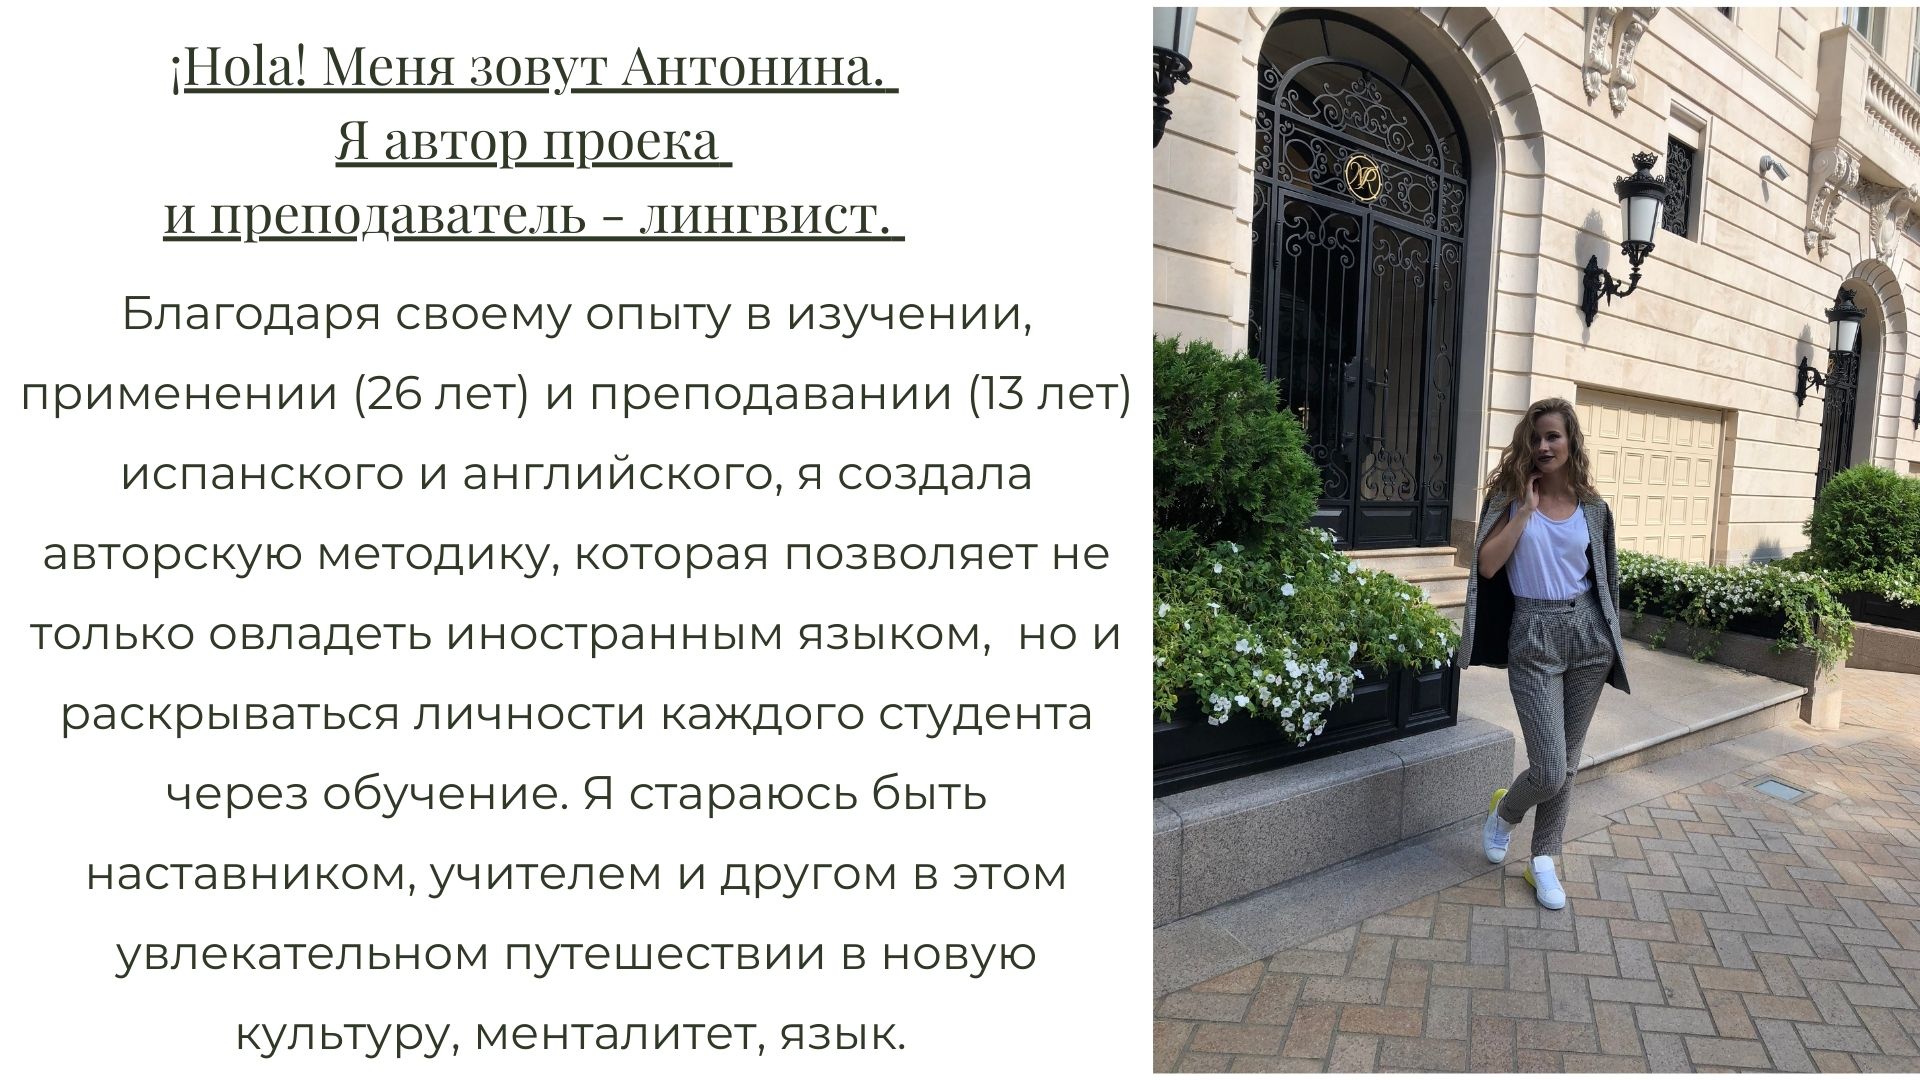 ¡Hola! Меня зовут Антонина.
Я автор проека
и преподаватель - лингвист.
Благодаря своему опыту в изучении,
применении (26 лет) и преподавании (13 лет)
испанского и английского, я создала
авторскую методику, которая позволяет не
только овладеть иностранным языком,  но и
раскрываться личности каждого студента
через обучение. Я стараюсь быть
наставником, учителем и другом в этом
увлекательном путешествии в новую
культуру, менталитет, язык.